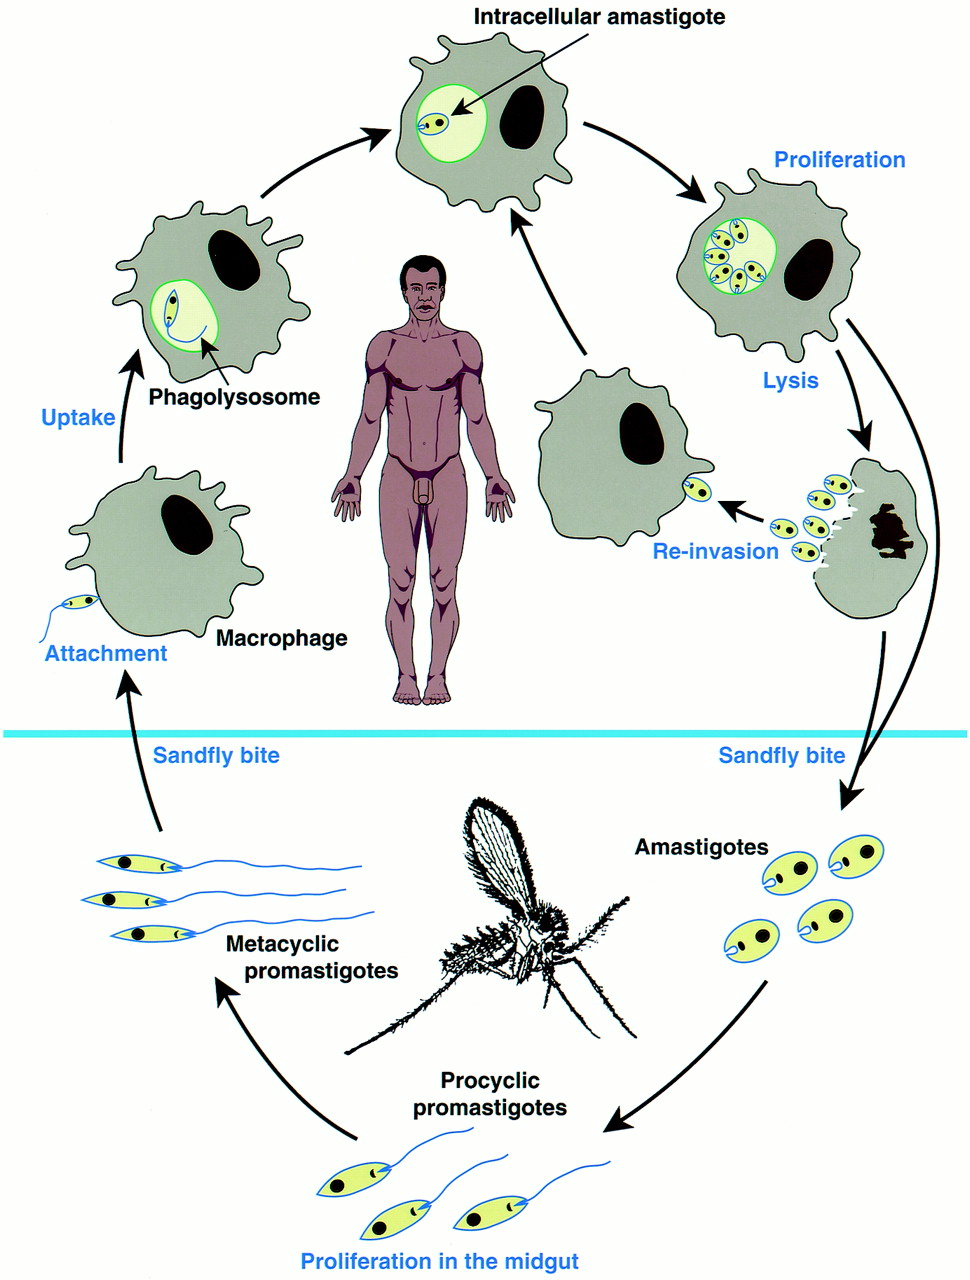 Intracellular amastigote
Proliferation
Phagolysosome
Uptake
Lysis
Re-invasion
Macrophage
Attachment
Sandfly bite
Sandfly bite
Amastigotes
Metacyclic
promastigotes
Procyclic
promastigotes
Proliferation in the midgut